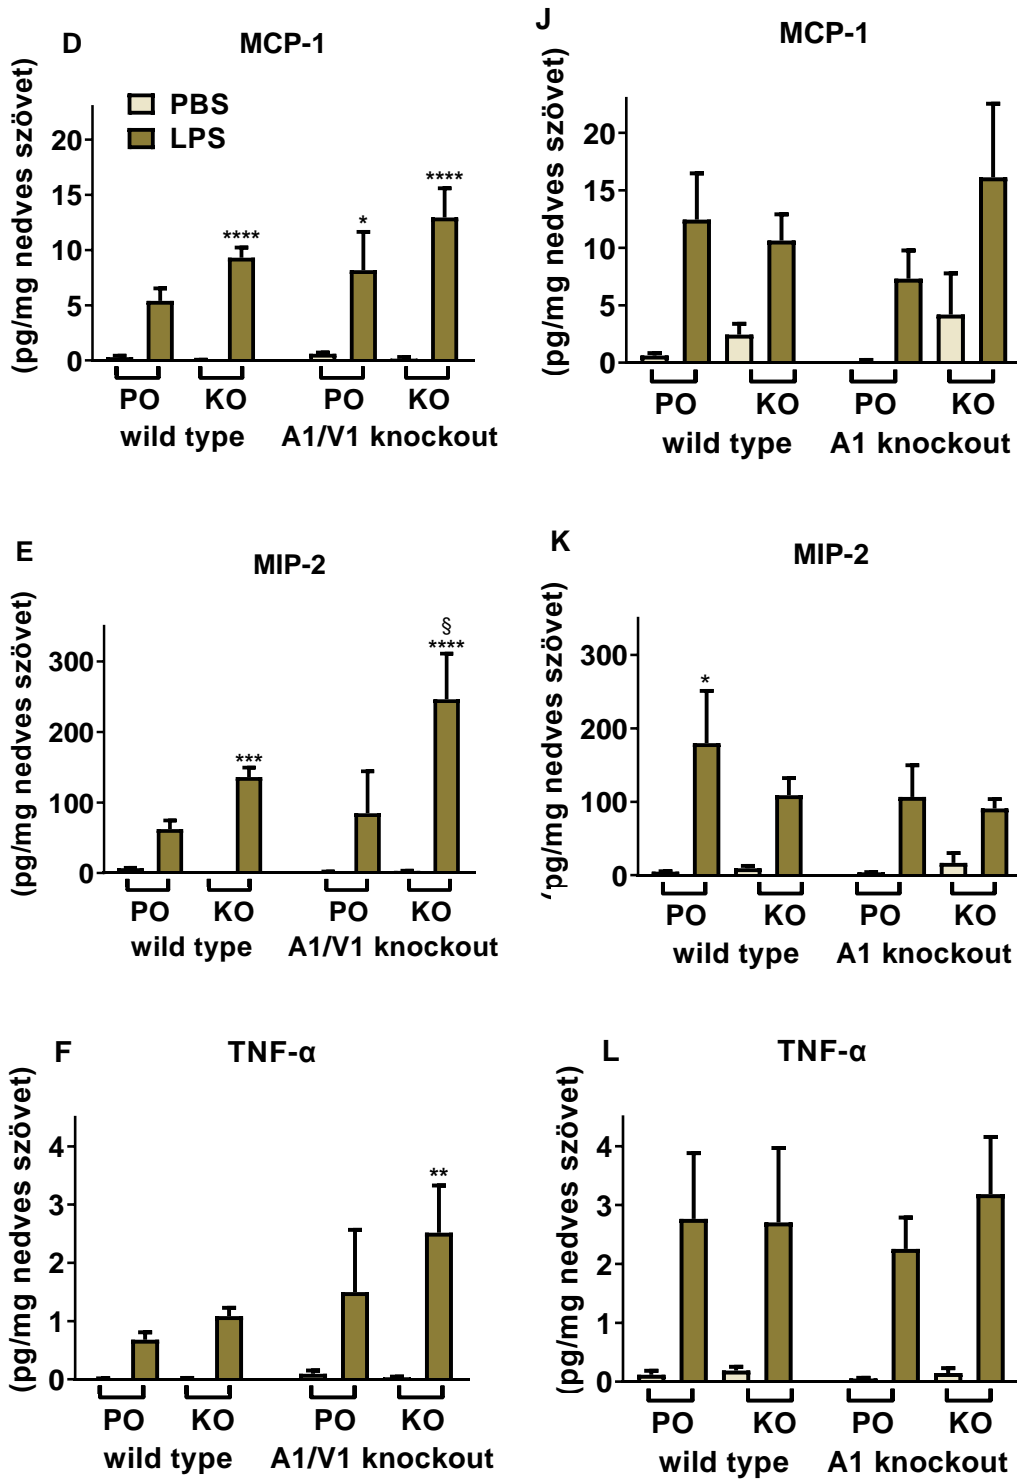 D
MCP-1
PBS
LPS
(pg/mg nedves szövet)
20
15
10
5
0
****
*
****
PO KO PO KO
wild type A1/V1 knockout
J
MCP-1
(pg/mg nedves szövet)
20
15
10
5
0
PO KO PO KO
wild type A1 knockout
E
MIP-2
(pg/mg nedves szövet)
300
200
100
0
***
§
****
PO KO PO KO
wild type A1/V1 knockout
K
MIP-2
pg/mg nedves szövet)
300
200
100
0
*
PO KO PO KO
wild type A1 knockout
F
TNF-α
(pg/mg nedves szövet)
4
3
2
1
0
**
PO KO PO KO
wild type A1/V1 knockout
L
TNF-α
(pg/mg nedves szövet)
4
3
2
1
0
PO KO PO KO
wild type A1 knockout